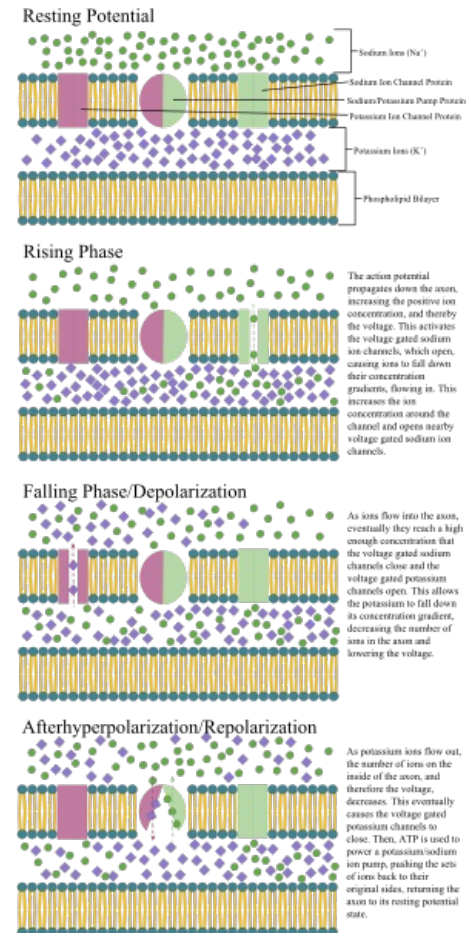 Resting Potential
Sodium Ions (Na⁺)
Sodium Ion Channel Protein
Sodium/Potassium Pump Protein
Potassium Ion Channel Protein
Potassium Ions (K⁺)
Phospholipid Bilayer
Rising Phase
The action potential
propagates down the axon,
increasing the positive ion
concentration, and thereby
the voltage. This activates
the voltage gated sodium
ion channels, which open,
causing ions to fall down
their concentration
gradients, flowing in. This
increases the ion
concentration around the
channel and opens nearby
voltage gated sodium ion
channels.
Falling Phase/Depolarization
As ions flow into the axon,
eventually they reach a high
enough concentration that
the voltage gated sodium
channels close and the
voltage gated potassium
channels open. This allows
the potassium to fall down
its concentration gradient,
decreasing the number of
ions in the axon and
lowering the voltage.
Afterhyperpolarization/Repolarization
As potassium ions flow out,
the number of ions on the
inside of the axon, and
therefore the voltage,
decreases. This eventually
causes the voltage gated
potassium channels to
close. Then, ATP is used to
power a potassium/sodium
ion pump, pushing the sets
of ions back to their
original sides, returning the
axon to its resting potential
state.